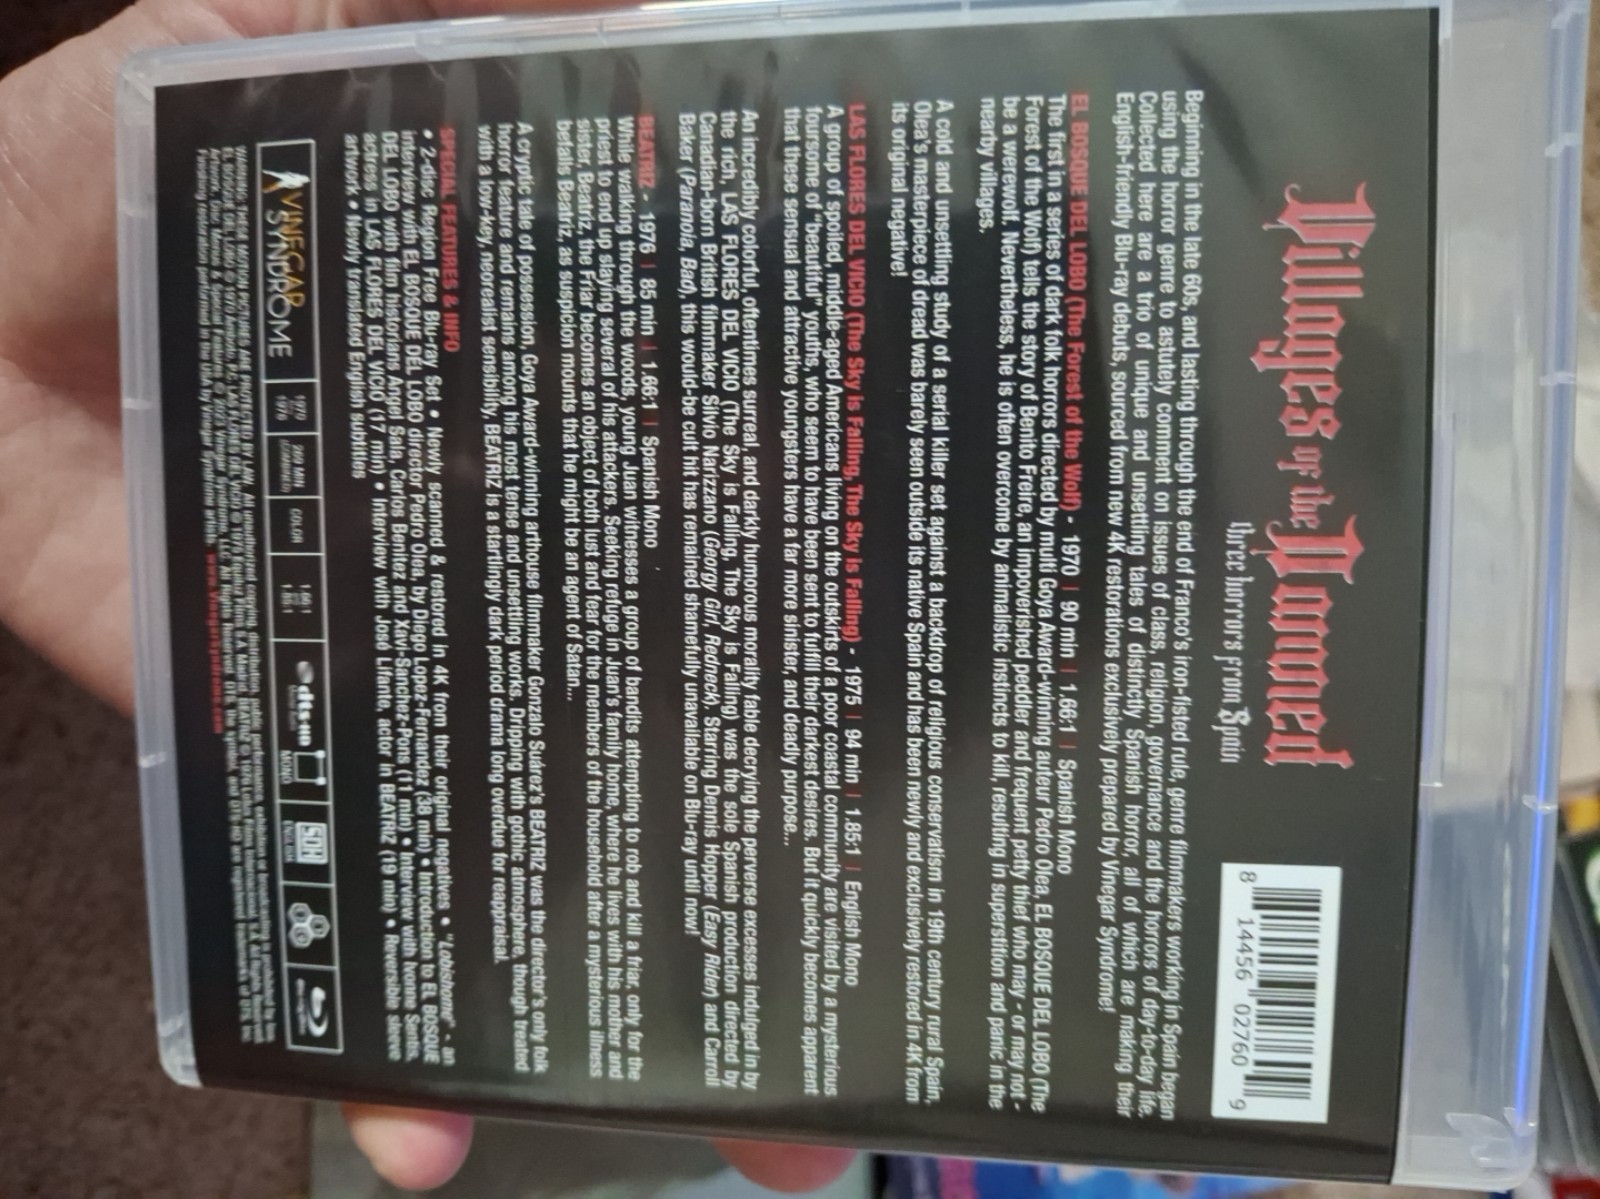 Villages of the Damned
three horrors from Spain
8 14456 02760 9
Beginning in the late 60s, and lasting through the end of Franco's iron-fisted rule, genre filmmakers working in Spain began
using the horror genre to astutely comment on issues of class, religion, governance and the horrors of day-to-day life.
Collected here are a trio of unique and unsettling tales of distinctly Spanish horror, all of which are making their
English-friendly Blu-ray debuts, sourced from new 4K restorations exclusively prepared by Vinegar Syndrome!
EL BOSQUE DEL LOBO (The Forest of the Wolf) - 1970 | 90 min | 1.66:1 | Spanish Mono
The first in a series of dark folk horrors directed by multi Goya Award-winning auteur Pedro Olea, EL BOSQUE DEL LOBO (The
Forest of the Wolf) tells the story of Benito Freire, an impoverished peddler and frequent petty thief who may - or may not -
be a werewolf. Nevertheless, he is often overcome by animalistic instincts to kill, resulting in superstition and panic in the
nearby villages.
A cold and unsettling study of a serial killer set against a backdrop of religious conservatism in 19th century rural Spain,
Olea's masterpiece of dread was barely seen outside its native Spain and has been newly and exclusively restored in 4K from
its original negative!
LAS FLORES DEL VICIO (The Sky is Falling, The Sky is Falling) - 1975 | 94 min | 1.85:1 | English Mono
A group of spoiled, middle-aged Americans living on the outskirts of a poor coastal community are visited by a mysterious
foursome of "beautiful" youths, who seem to have been sent to fulfill their darkest desires. But it quickly becomes apparent
that these sensual and attractive youngsters have a far more sinister, and deadly purpose...
An incredibly colorful, oftentimes surreal, and darkly humorous morality fable decrying the perverse excesses indulged in by
the rich, LAS FLORES DEL VICIO (The Sky is Falling, The Sky is Falling) was the sole Spanish production directed by
Canadian-born British filmmaker Silvio Narizzano (Georgy Girl, Redneck). Starring Dennis Hopper (Easy Rider) and Carroll
Baker (Paranoia, Bad), this would-be cult hit has remained shamefully unavailable on Blu-ray until now!
BEATRIZ - 1976 | 85 min | 1.66:1 | Spanish Mono
While walking through the woods, young Juan witnesses a group of bandits attempting to rob and kill a friar, only for the
priest to end up slaying several of his attackers. Seeking refuge in Juan's family home, where he lives with his mother and
sister, Beatriz, the Friar becomes an object of both lust and fear for the members of the household after a mysterious illness
befalls Beatriz, as suspicion mounts that he might be an agent of Satan...
A cryptic tale of possession, Goya Award-winning arthouse filmmaker Gonzalo Suárez's BEATRIZ was the director's only folk
horror feature and remains among his most tense and unsettling works. Dripping with gothic atmosphere, though treated
with a low-key, neorealist sensibility, BEATRIZ is a startlingly dark period drama long overdue for reappraisal.
SPECIAL FEATURES & INFO
• 2-disc Region Free Blu-ray Set • Newly scanned & restored in 4K from their original negatives • "Lobishome" - an
interview with EL BOSQUE DEL LOBO director Pedro Olea, by Diego López-Fernández (38 min) • Introduction to EL BOSQUE
DEL LOBO with film historians Ángel Sala, Carlos Benítez and Xavi-Sánchez-Pons (11 min) • Interview with Ivonne Sentis,
actress in LAS FLORES DEL VICIO (17 min) • Interview with José Lifante, actor in BEATRIZ (19 min) • Reversible sleeve
artwork • Newly translated English subtitles
VINEGAR SYNDROME
COLOR
dts
MONO
SDH
www.VinegarSyndrome.com